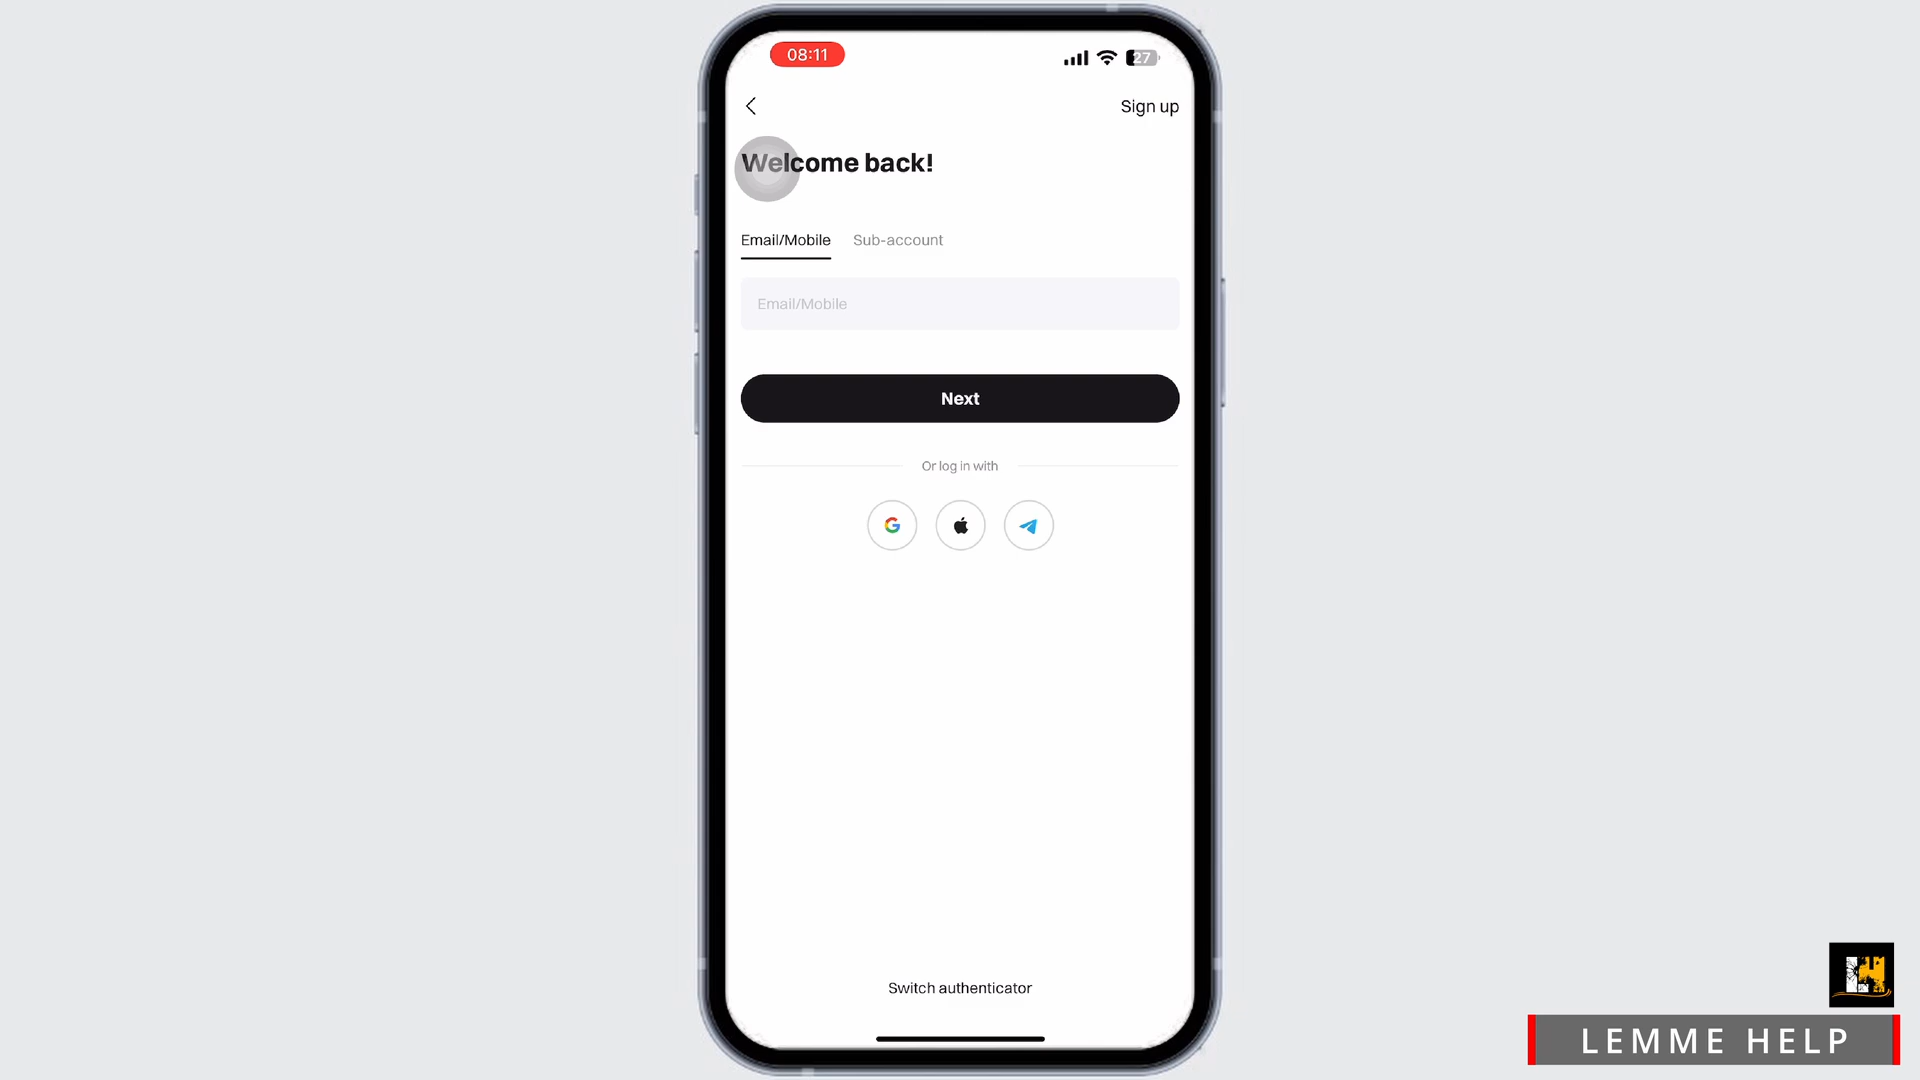 08:11
27
Sign up
Welcome back!
Email/Mobile
Sub-account
Email/Mobile
Next
Or log in with
Switch authenticator
LEMME HELP